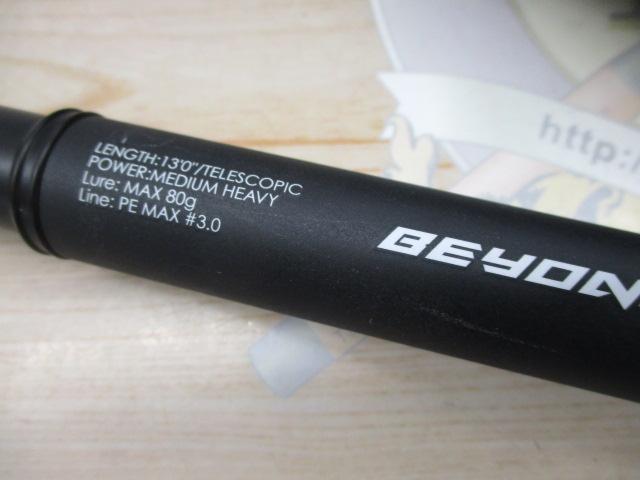 LENGTH:13'0"/TELESCOPIC
POWER:MEDIUM HEAVY
Lure: MAX 80g
Line: PE MAX #3.0
BEYON
http:/